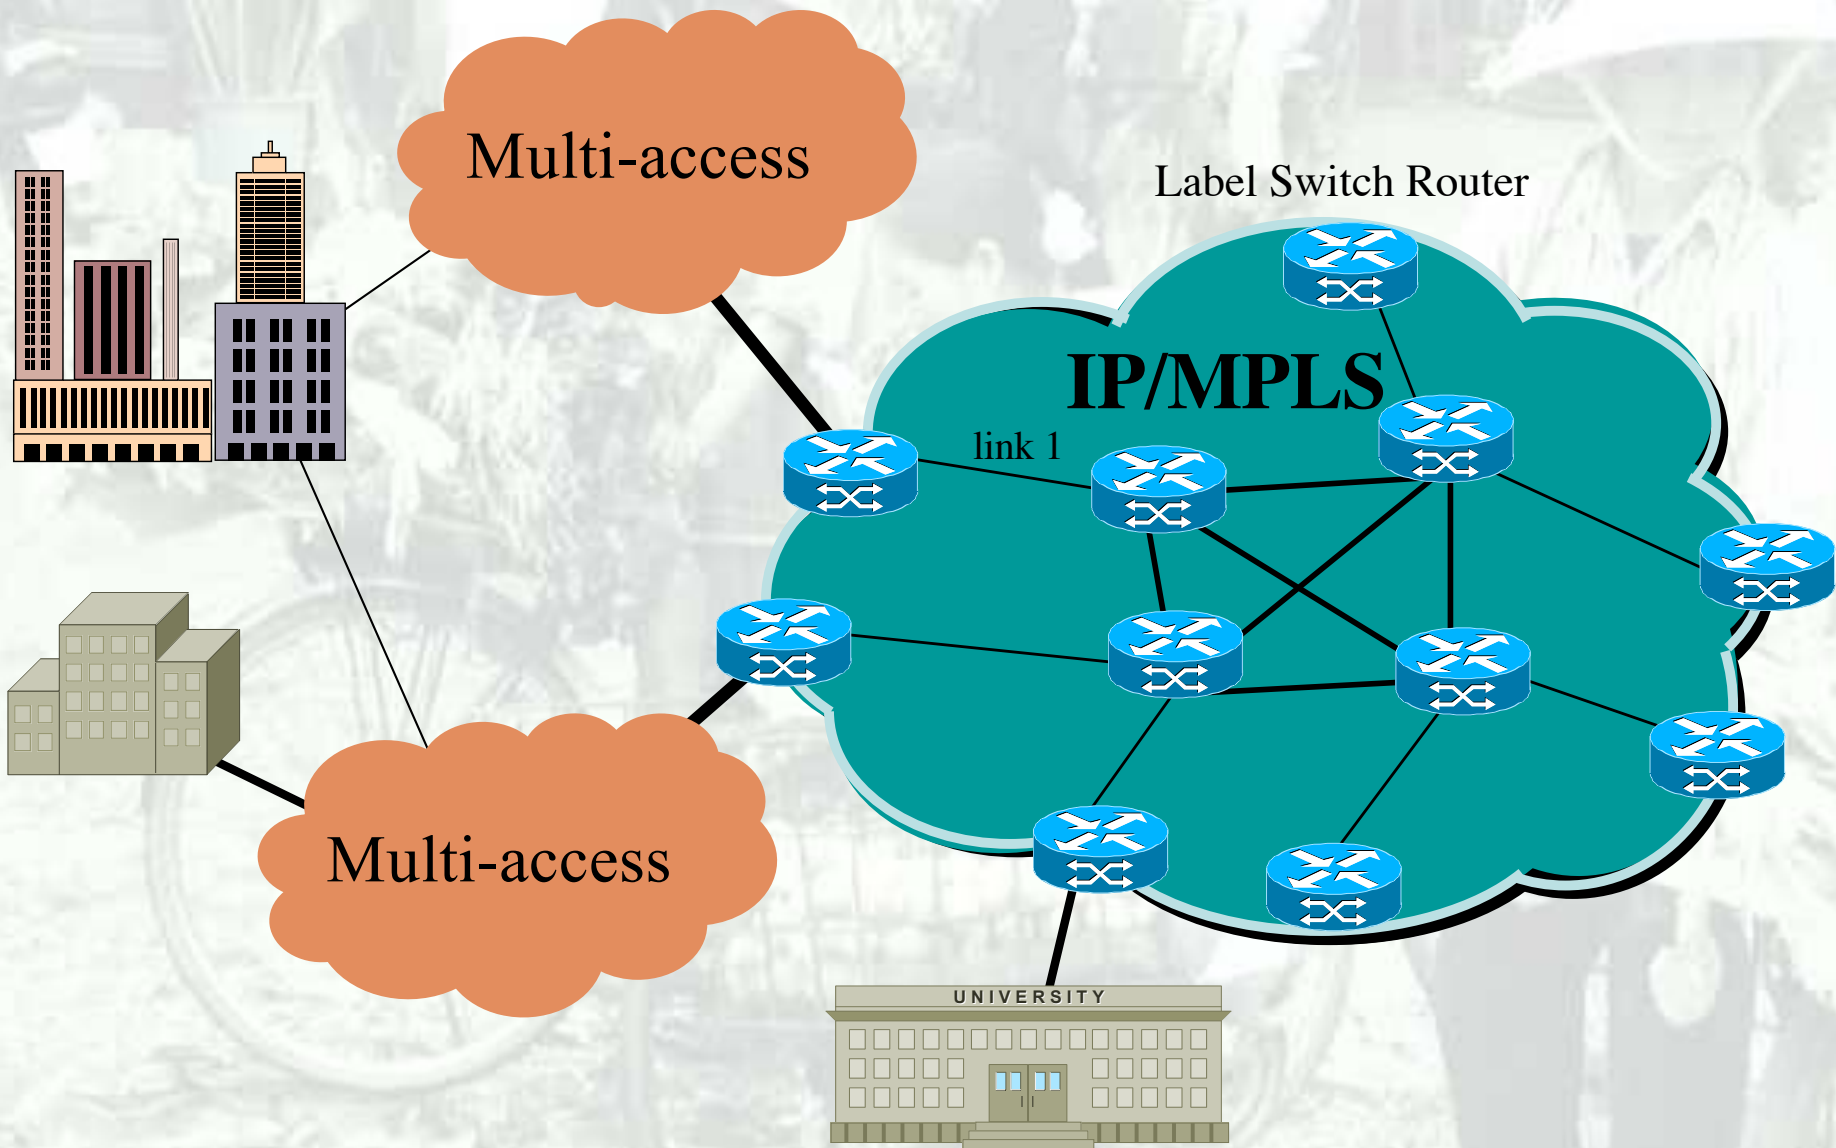 Multi-access
Label Switch Router
IP/MPLS
link 1
Multi-access
UNIVERSITY